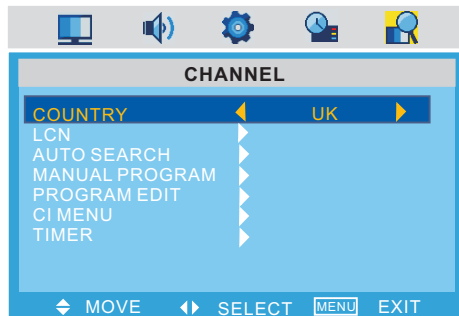 CHANNEL
COUNTRY UK
LCN
AUTO SEARCH
MANUAL PROGRAM
PROGRAM EDIT
CI MENU
TIMER
MOVE SELECT MENU EXIT